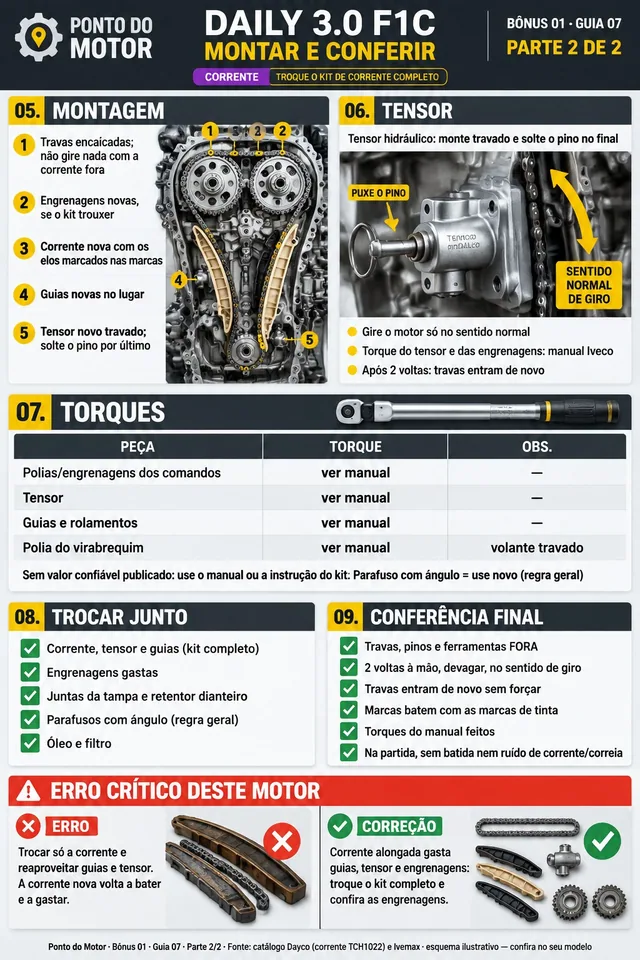 PONTO DO
MOTOR
DAILY 3.0 F1C
MONTAR E CONFERIR
CORRENTE
TROQUE O KIT DE CORRENTE COMPLETO
BÔNUS 01 · GUIA 07
PARTE 2 DE 2
05. MONTAGEM
1 Travas encaicadas;
não gire nada com a
corrente fora
2 Engrenagens novas,
se o kit trouxer
3 Corrente nova com os
elos marcados nas marcas
4 Guias novas no lugar
5 Tensor novo travado;
solte o pino por último
1 3 2 2
4
5
06. TENSOR
Tensor hidráulico: monte travado e solte o pino no final
PUXE O PINO
SENTIDO
NORMAL
DE GIRO
Gire o motor só no sentido normal
Torque do tensor e das engrenagens: manual Iveco
Após 2 voltas: travas entram de novo
07. TORQUES
PEÇA TORQUE OBS.
Polias/engrenagens dos comandos ver manual —
Tensor ver manual —
Guias e rolamentos ver manual —
Polia do virabrequim ver manual volante travado
Sem valor confiável publicado: use o manual ou a instrução do kit: Parafuso com ângulo = use novo (regra geral)
08. TROCAR JUNTO
Corrente, tensor e guias (kit completo)
Engrenagens gastas
Juntas da tampa e retentor dianteiro
Parafusos com ângulo (regra geral)
Óleo e filtro
09. CONFERÊNCIA FINAL
Travas, pinos e ferramentas FORA
2 voltas à mão, devagar, no sentido de giro
Travas entram de novo sem forçar
Marcas batem com as marcas de tinta
Torques do manual feitos
Na partida, sem batida nem ruído de corrente/correia
ERRO CRÍTICO DESTE MOTOR
ERRO
Trocar só a corrente e
reaproveitar guias e tensor.
A corrente nova volta a bater
e a gastar.
CORREÇÃO
Corrente alongada gasta
guias, tensor e engrenagens:
troque o kit completo e
confira as engrenagens.
Ponto do Motor · Bônus 01 · Guia 07 · Parte 2/2 · Fonte: catálogo Dayco (corrente TCH1022) e Ivemax · esquema ilustrativo — confira no seu modelo